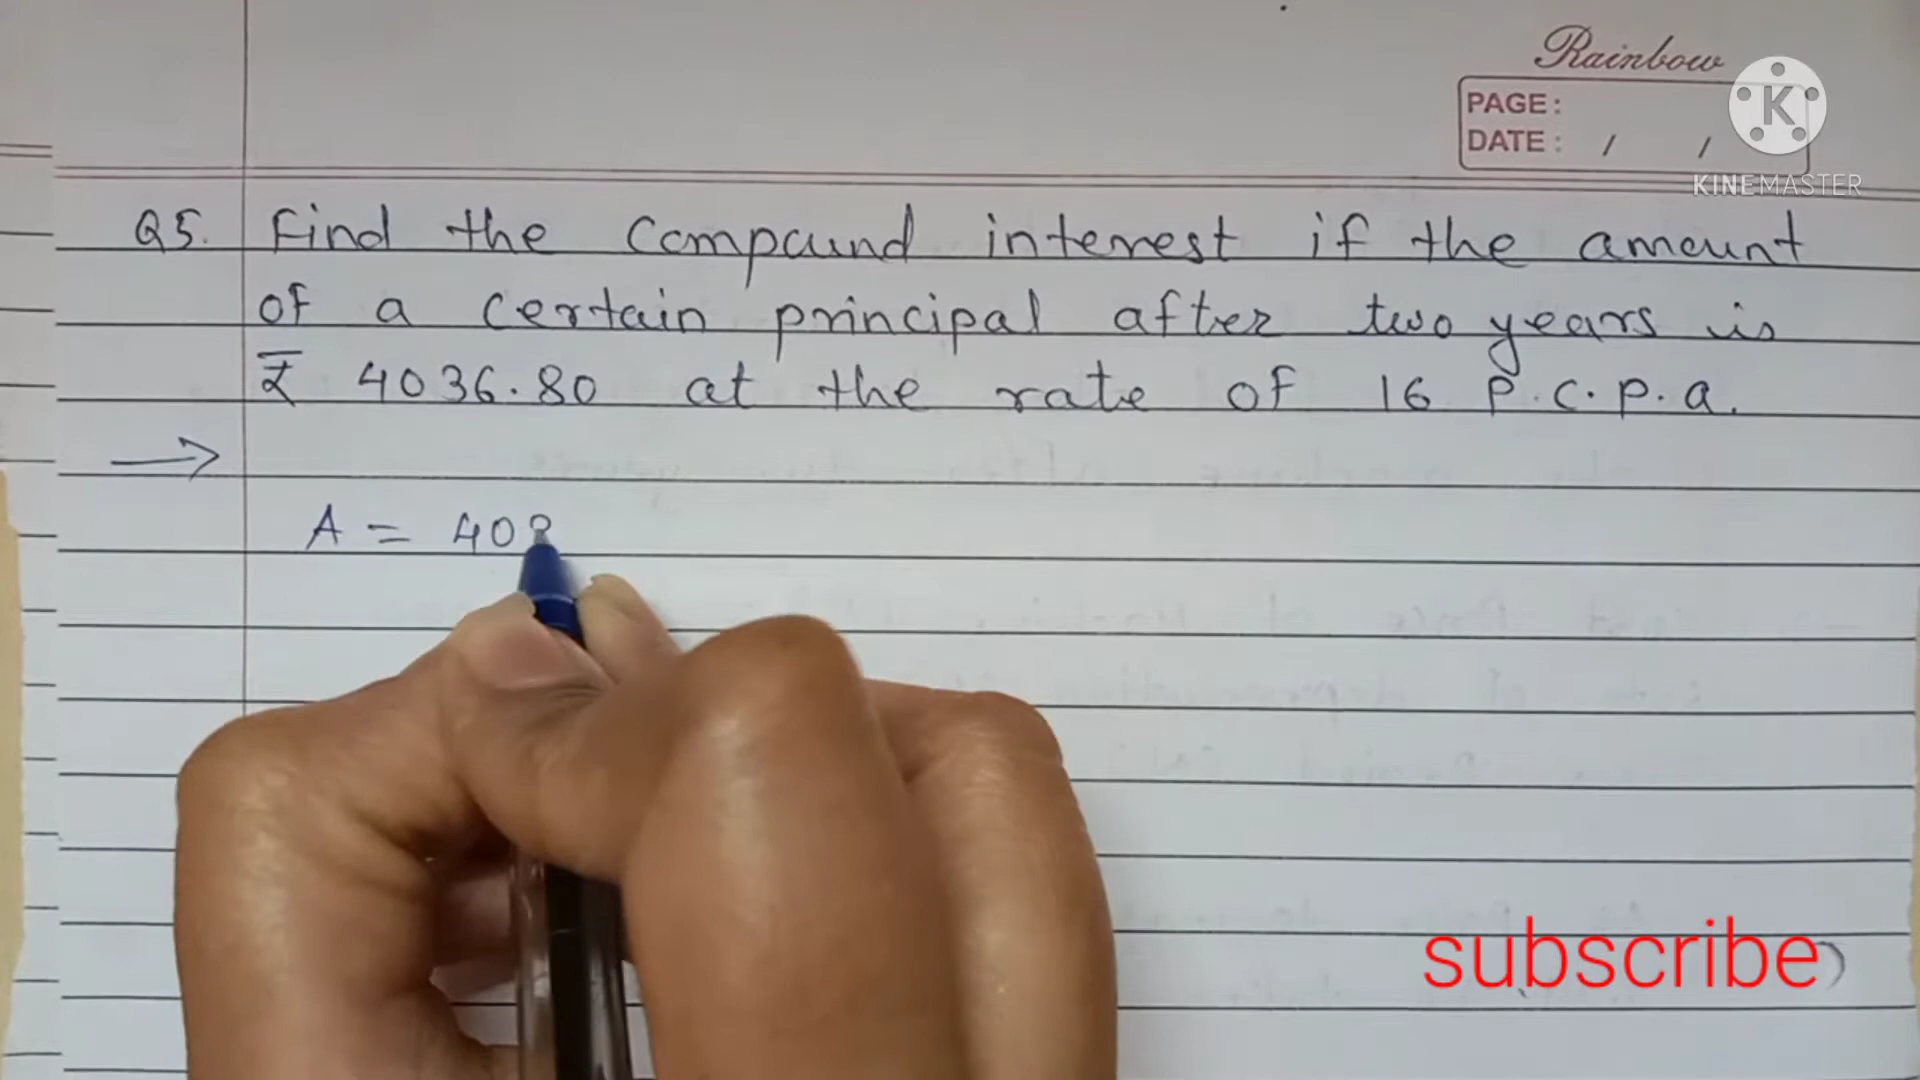 Rainbow
PAGE:
DATE: / /
K
KINEMASTER
Q5. Find the compound interest if the amount
of a certain principal after two years is
₹ 4036.80 at the rate of 16 P.C.P.a.
A = 403
subscribe